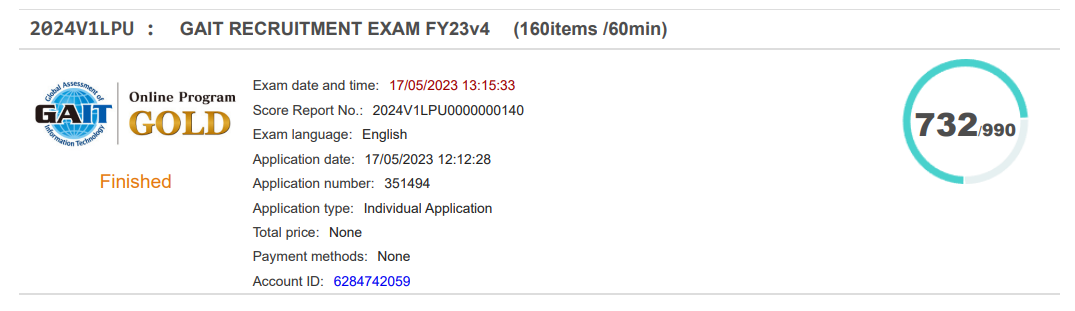 2024V1LPU : GAIT RECRUITMENT EXAM FY23v4 (160items /60min)
Global Assessment of
GAIT
Information Technology
Online Program
GOLD
Finished
Exam date and time: 17/05/2023 13:15:33
Score Report No.: 2024V1LPU0000000140
Exam language: English
Application date: 17/05/2023 12:12:28
Application number: 351494
Application type: Individual Application
Total price: None
Payment methods: None
Account ID: 6284742059
732/990